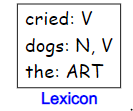 cried: V
dogs: N, V
the: ART
Lexicon
.